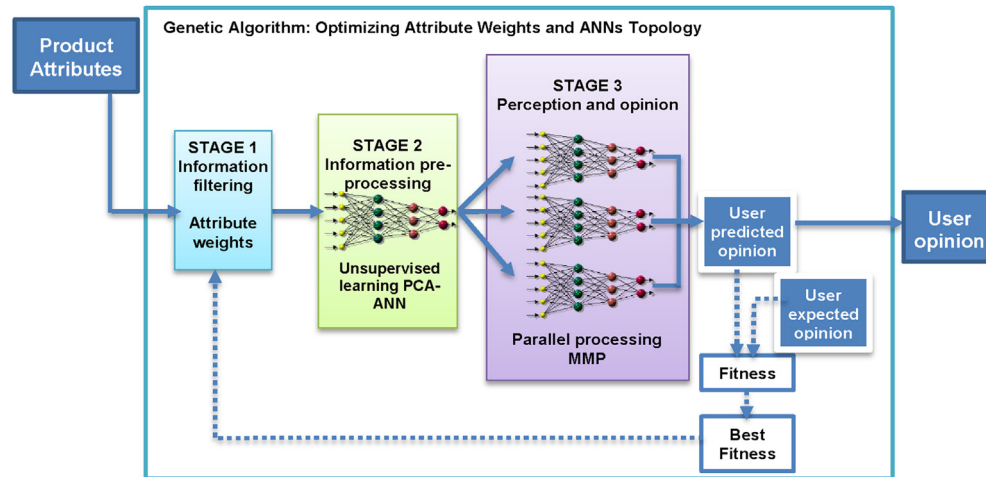 Genetic Algorithm: Optimizing Attribute Weights and ANNs Topology
Product
Attributes
STAGE 1
Information
filtering
Attribute
weights
STAGE 2
Information pre-
processing
Unsupervised
learning PCA-
ANN
STAGE 3
Perception and opinion
Parallel processing
MMP
User
predicted
opinion
User
opinion
User
expected
opinion
Fitness
Best
Fitness